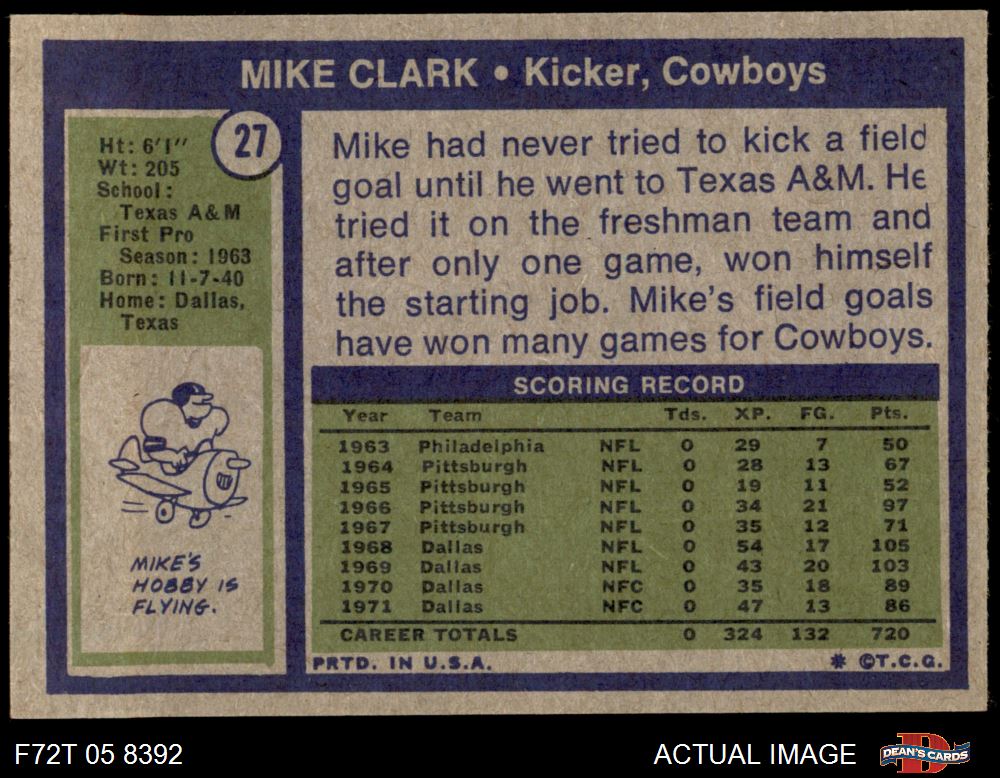 MIKE CLARK • Kicker, Cowboys
27
Ht: 6'1"
Wt: 205
School:
Texas A & M
First Pro
Season: 1963
Born: 11-7-40
Home: Dallas,
Texas
MIKE'S
HOBBY IS
FLYING.
Mike had never tried to kick a field
goal until he went to Texas A&M. He
tried it on the freshman team and
after only one game, won himself
the starting job. Mike's field goals
have won many games for Cowboys.
SCORING RECORD
Year Team Tds. XP. FG. Pts.
1963 Philadelphia NFL 0 29 7 50
1964 Pittsburgh NFL 0 28 13 67
1965 Pittsburgh NFL 0 19 11 52
1966 Pittsburgh NFL 0 34 21 97
1967 Pittsburgh NFL 0 35 12 71
1968 Dallas NFL 0 54 17 105
1969 Dallas NFL 0 43 20 103
1970 Dallas NFC 0 35 18 89
1971 Dallas NFC 0 47 13 86
CAREER TOTALS 0 324 132 720
PRTD. IN U.S.A. * ©T.C.G.
F72T 05 8392 ACTUAL IMAGE
D
DEAN'S CARDS